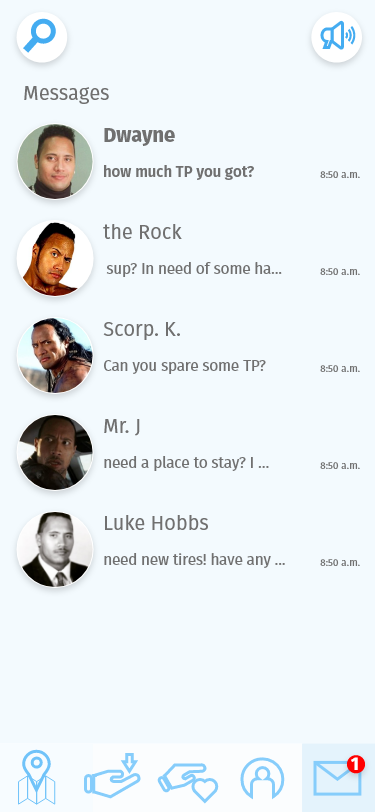 Messages
Dwayne
how much TP you got? 8:50 a.m.
the Rock
sup? In need of some ha... 8:50 a.m.
Scorp. K.
Can you spare some TP? 8:50 a.m.
Mr. J
need a place to stay? I ... 8:50 a.m.
Luke Hobbs
need new tires! have any ... 8:50 a.m.
1